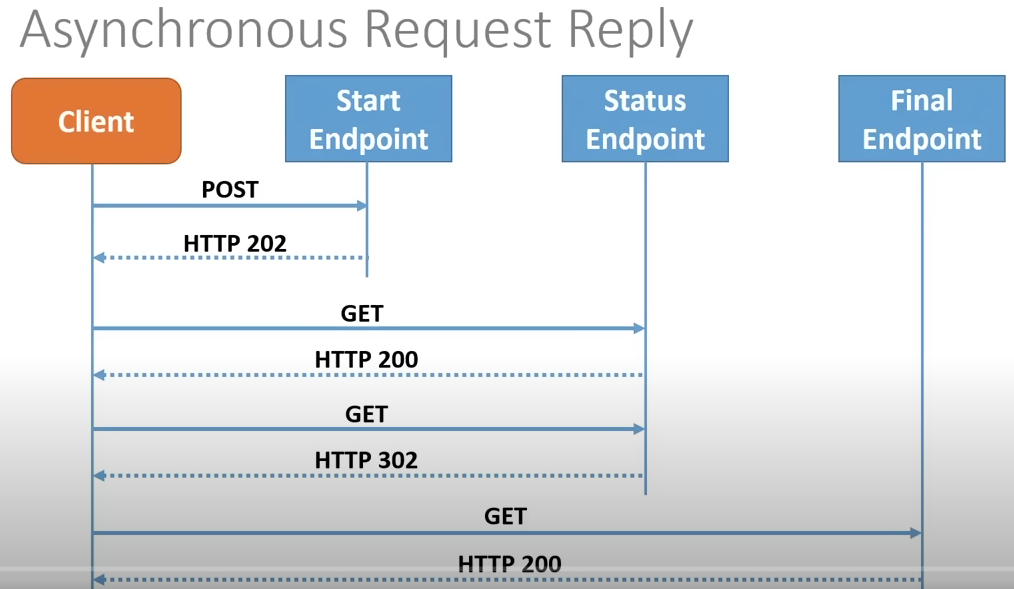 Asynchronous Request Reply
Client
Start
Endpoint
Status
Endpoint
Final
Endpoint
POST
HTTP 202
GET
HTTP 200
GET
HTTP 302
GET
HTTP 200